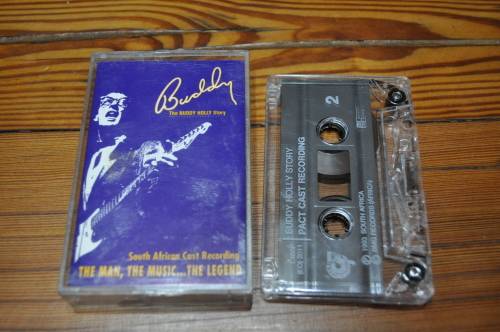 Buddy
The BUDDY HOLLY Story
South African Cast Recording
THE MAN, THE MUSIC...THE LEGEND
2
BUDDY HOLLY STORY
PACT CAST RECORDING
1993, SOUTH AFRICA